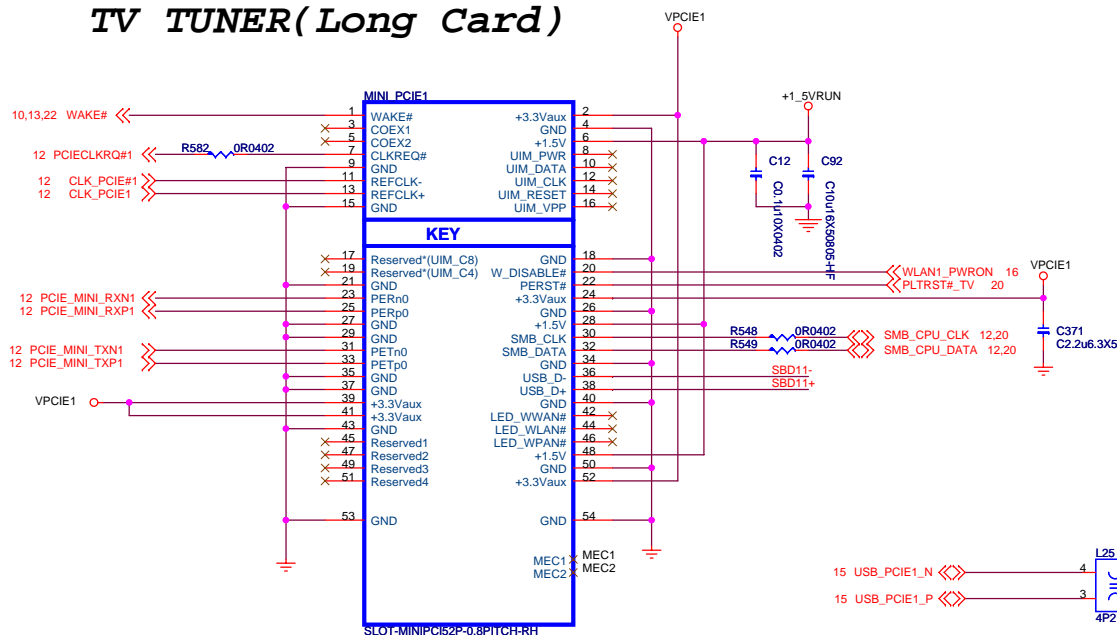 TV TUNER(Long Card)
VPCIE1
MINI_PCIE1
+1_5VRUN
10,13,22 WAKE# 1 WAKE# +3.3Vaux 2
3 COEX1 GND 4
5 COEX2 +1.5V 6
12 PCIECLKRQ#1 R582 0R0402 7 CLKREQ# UIM_PWR 8
9 GND UIM_DATA 10
12 CLK_PCIE#1 11 REFCLK- UIM_CLK 12
12 CLK_PCIE1 13 REFCLK+ UIM_RESET 14
15 GND UIM_VPP 16
C12 C0.1u10X0402
C92 C10u16X50805-HF
KEY
17 Reserved*(UIM_C8) GND 18
19 Reserved*(UIM_C4) W_DISABLE# 20 WLAN1_PWRON 16
21 GND PERST# 22 PLTRST#_TV 20
VPCIE1
12 PCIE_MINI_RXN1 23 PERn0 +3.3Vaux 24
12 PCIE_MINI_RXP1 25 PERp0 GND 26
27 GND +1.5V 28
29 GND SMB_CLK 30 R548 0R0402 SMB_CPU_CLK 12,20
12 PCIE_MINI_TXN1 31 PETn0 SMB_DATA 32 R549 0R0402 SMB_CPU_DATA 12,20
C371
C2.2u6.3X5
12 PCIE_MINI_TXP1 33 PETp0 GND 34
35 GND USB_D- 36 SBD11-
37 GND USB_D+ 38 SBD11+
VPCIE1 39 +3.3Vaux GND 40
41 +3.3Vaux LED_WWAN# 42
43 GND LED_WLAN# 44
45 Reserved1 LED_WPAN# 46
47 Reserved2 +1.5V 48
49 Reserved3 GND 50
51 Reserved4 +3.3Vaux 52
53 GND GND 54
MEC1 MEC1
MEC2 MEC2
SLOT-MINIPCI52P-0.8PITCH-RH
L25
15 USB_PCIE1_N 4
15 USB_PCIE1_P 3
4P2